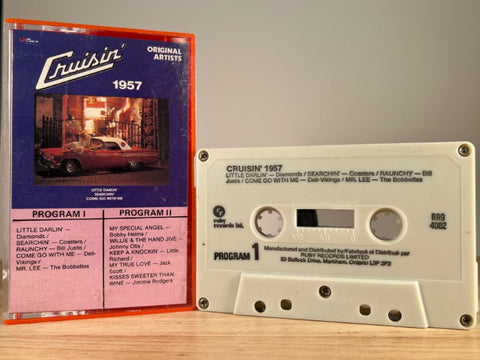 Cruisin'
ORIGINAL
ARTISTS
1957
LITTLE DARLIN'
SEARCHIN'
COME GO WITH ME
PROGRAM I
LITTLE DARLIN' —
Diamonds /
SEARCHIN' — Coasters /
RAUNCHY — Bill Justis /
COME GO WITH ME — Dell-
Vikings /
MR. LEE — The Bobbettes
PROGRAM II
MY SPECIAL ANGEL —
Bobby Helms /
WILLIE & THE HAND JIVE —
Johnny Otis /
KEEP A KNOCKIN — Little
Richard /
MY TRUE LOVE — Jack
Scott /
KISSES SWEETER THAN
WINE — Jimmie Rodgers
CRUISIN' 1957
LITTLE DARLIN' — Diamonds / SEARCHIN' — Coasters / RAUNCHY — Bill
Justis / COME GO WITH ME — Dell-Vikings / MR. LEE — The Bobbettes
ruby
records ltd.
RRO
4082
PROGRAM 1
Manufactured and Distributed by/Fabriqué et Distribué par
RUBY RECORDS LIMITED
50 Bullock Drive, Markham, Ontario L3P 3P2